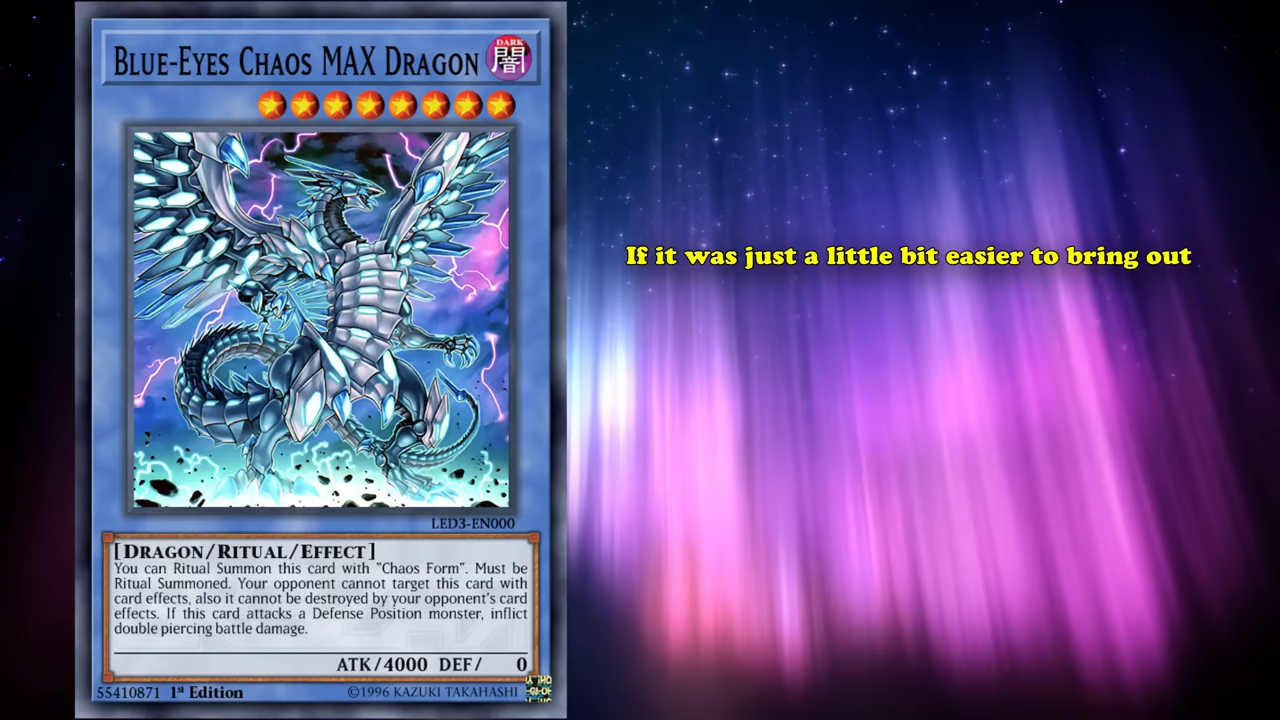 Blue-Eyes Chaos MAX Dragon
DARK
闇
If it was just a little bit easier to bring out
LED3-EN000
[Dragon/Ritual/Effect]
You can Ritual Summon this card with "Chaos Form". Must be
Ritual Summoned. Your opponent cannot target this card with
card effects, also it cannot be destroyed by your opponent's card
effects. If this card attacks a Defense Position monster, inflict
double piercing battle damage.
ATK/4000 DEF/ 0
55410871 1st Edition ©1996 KAZUKI TAKAHASHI